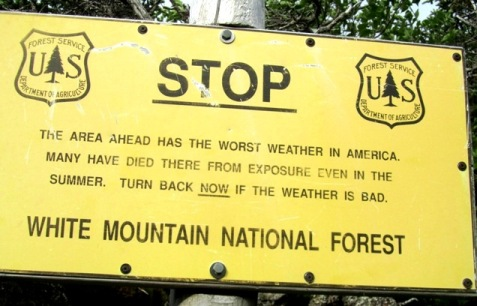 FOREST SERVICE
U S
DEPARTMENT OF AGRICULTURE
STOP
FOREST SERVICE
U S
DEPARTMENT OF AGRICULTURE
THE AREA AHEAD HAS THE WORST WEATHER IN AMERICA.
MANY HAVE DIED THERE FROM EXPOSURE EVEN IN THE
SUMMER. TURN BACK NOW IF THE WEATHER IS BAD.
WHITE MOUNTAIN NATIONAL FOREST